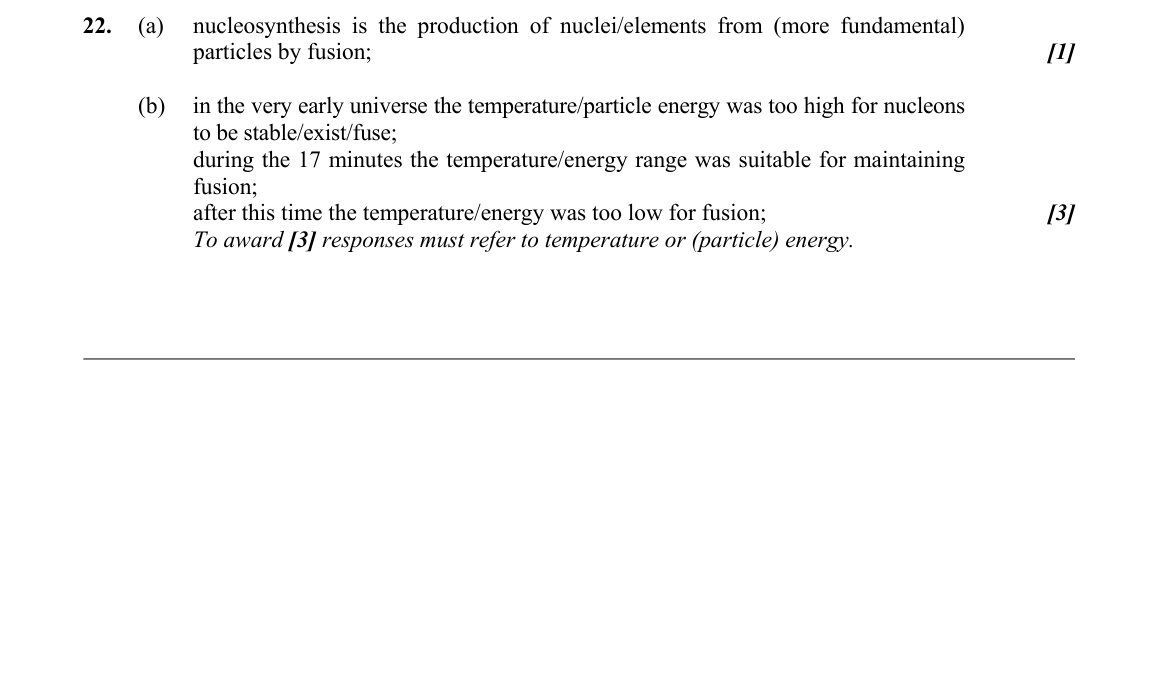 22. (a) nucleosynthesis is the production of nuclei/elements from (more fundamental)
particles by fusion; [1]
(b) in the very early universe the temperature/particle energy was too high for nucleons
to be stable/exist/fuse;
during the 17 minutes the temperature/energy range was suitable for maintaining
fusion;
after this time the temperature/energy was too low for fusion; [3]
To award [3] responses must refer to temperature or (particle) energy.